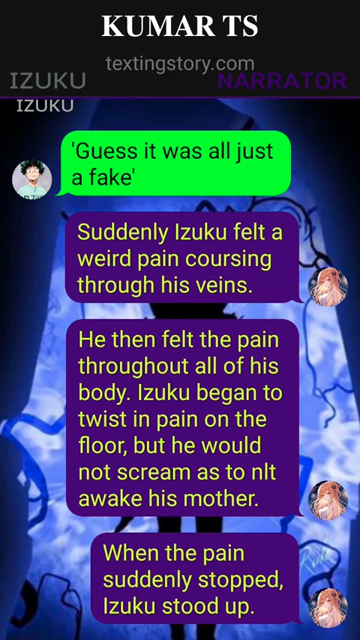 KUMAR TS
textingstory.com
IZUKU
NARRATOR
IZUKU
'Guess it was all just
a fake'
Suddenly Izuku felt a
weird pain coursing
through his veins.
He then felt the pain
throughout all of his
body. Izuku began to
twist in pain on the
floor, but he would
not scream as to nlt
awake his mother.
When the pain
suddenly stopped,
Izuku stood up.